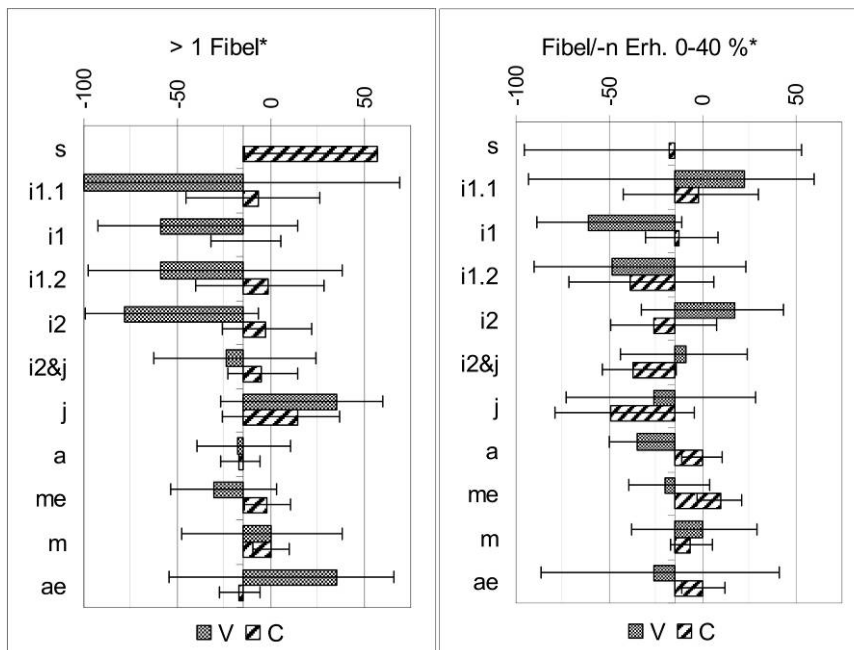 > 1 Fibel*
-100 -50 0 50
s
i1.1
i1
i1.2
i2
i2&j
j
a
me
m
ae
V C
Fibel/-n Erh. 0-40 %*
-100 -50 0 50
s
i1.1
i1
i1.2
i2
i2&j
j
a
me
m
ae
V C